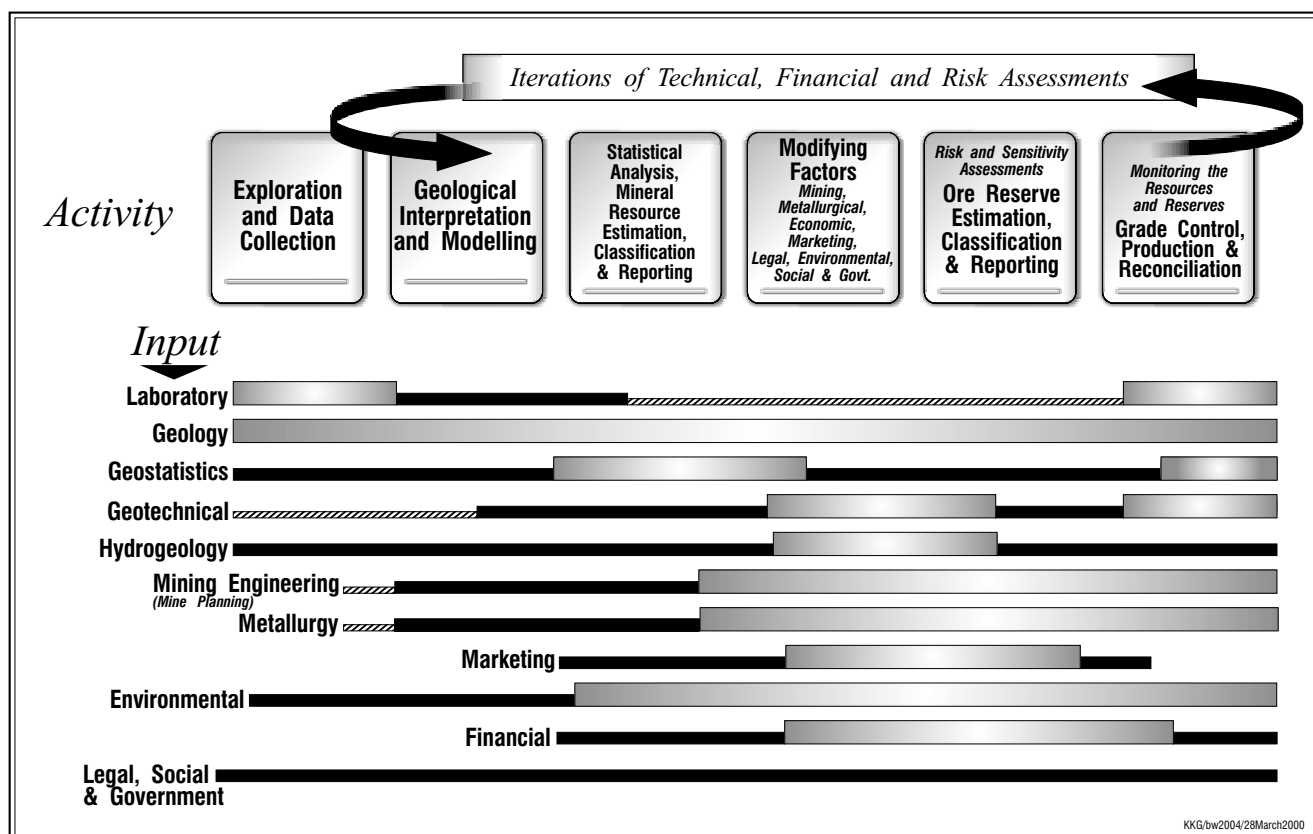 Iterations of Technical, Financial and Risk Assessments
Activity
Exploration
and Data
Collection
Geological
Interpretation
and Modelling
Statistical
Analysis,
Mineral
Resource
Estimation,
Classification
& Reporting
Modifying
Factors
Mining,
Metallurgical,
Economic,
Marketing,
Legal, Environmental,
Social & Govt.
Risk and Sensitivity
Assessments
Ore Reserve
Estimation,
Classification
& Reporting
Monitoring the
Resources
and Reserves
Grade Control,
Production &
Reconciliation
Input
Laboratory
Geology
Geostatistics
Geotechnical
Hydrogeology
Mining Engineering
(Mine Planning)
Metallurgy
Marketing
Environmental
Financial
Legal, Social
& Government
KKG/bw2004/28March2000